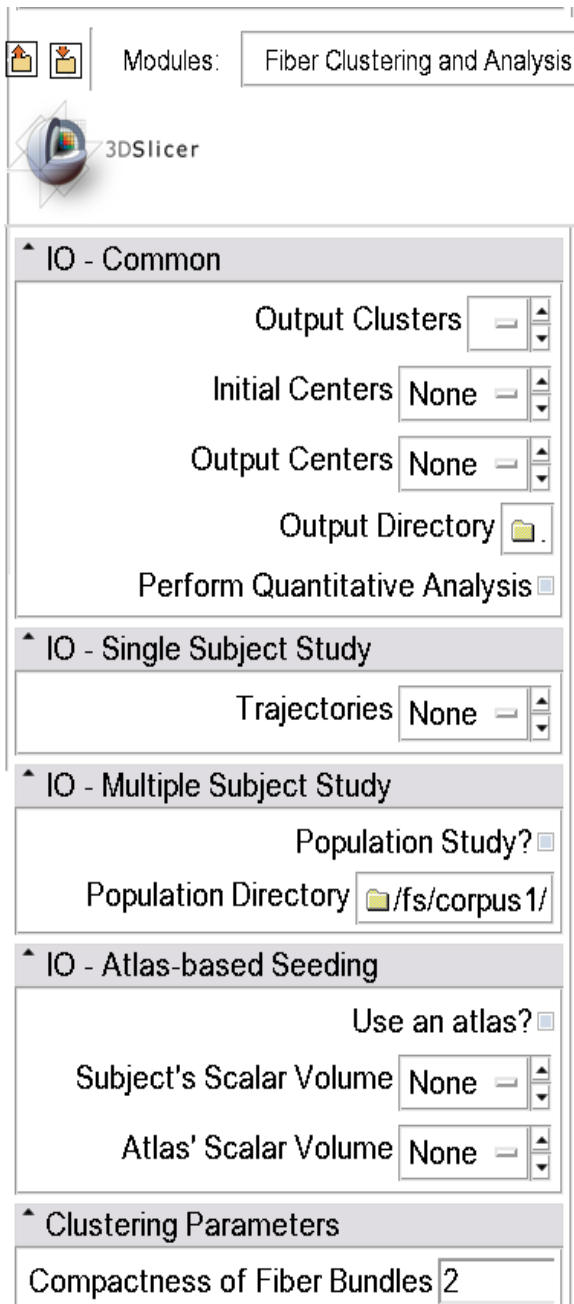 Modules: Fiber Clustering and Analysis
3DSlicer
IO - Common
Output Clusters
Initial Centers None
Output Centers None
Output Directory .
Perform Quantitative Analysis
IO - Single Subject Study
Trajectories None
IO - Multiple Subject Study
Population Study?
Population Directory /fs/corpus1/
IO - Atlas-based Seeding
Use an atlas?
Subject's Scalar Volume None
Atlas' Scalar Volume None
Clustering Parameters
Compactness of Fiber Bundles 2